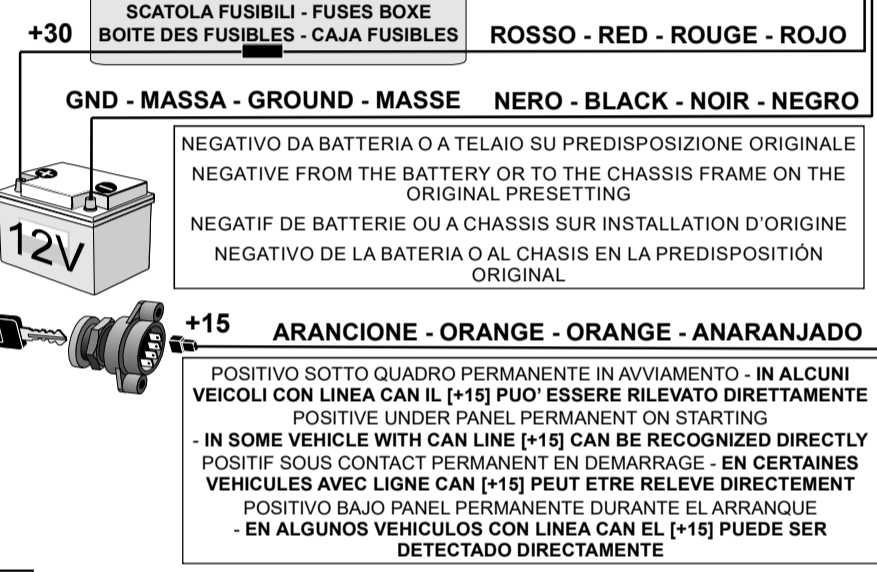 SCATOLA FUSIBILI - FUSES BOXE
+30 BOITE DES FUSIBLES - CAJA FUSIBLES ROSSO - RED - ROUGE - ROJO
GND - MASSA - GROUND - MASSE NERO - BLACK - NOIR - NEGRO
NEGATIVO DA BATTERIA O A TELAIO SU PREDISPOSIZIONE ORIGINALE
NEGATIVE FROM THE BATTERY OR TO THE CHASSIS FRAME ON THE
ORIGINAL PRESETTING
NEGATIF DE BATTERIE OU A CHASSIS SUR INSTALLATION D'ORIGINE
NEGATIVO DE LA BATERIA O AL CHASIS EN LA PREDISPOSITIÓN
ORIGINAL
12V
+15 ARANCIONE - ORANGE - ORANGE - ANARANJADO
POSITIVO SOTTO QUADRO PERMANENTE IN AVVIAMENTO - IN ALCUNI
VEICOLI CON LINEA CAN IL [+15] PUO' ESSERE RILEVATO DIRETTAMENTE
POSITIVE UNDER PANEL PERMANENT ON STARTING
- IN SOME VEHICLE WITH CAN LINE [+15] CAN BE RECOGNIZED DIRECTLY
POSITIF SOUS CONTACT PERMANENT EN DEMARRAGE - EN CERTAINES
VEHICULES AVEC LIGNE CAN [+15] PEUT ETRE RELEVE DIRECTEMENT
POSITIVO BAJO PANEL PERMANENTE DURANTE EL ARRANQUE
- EN ALGUNOS VEHICULOS CON LINEA CAN EL [+15] PUEDE SER
DETECTADO DIRECTAMENTE